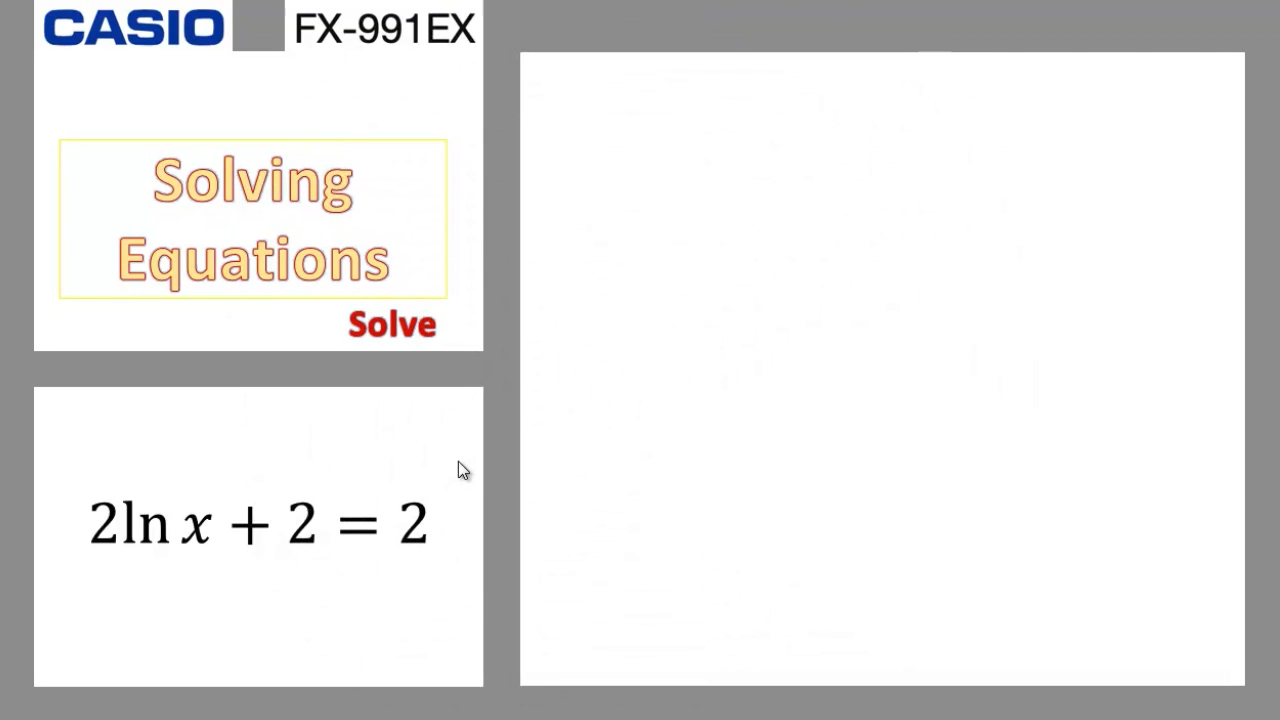 CASIO FX-991EX
Solving
Equations
Solve
2ln x + 2 = 2